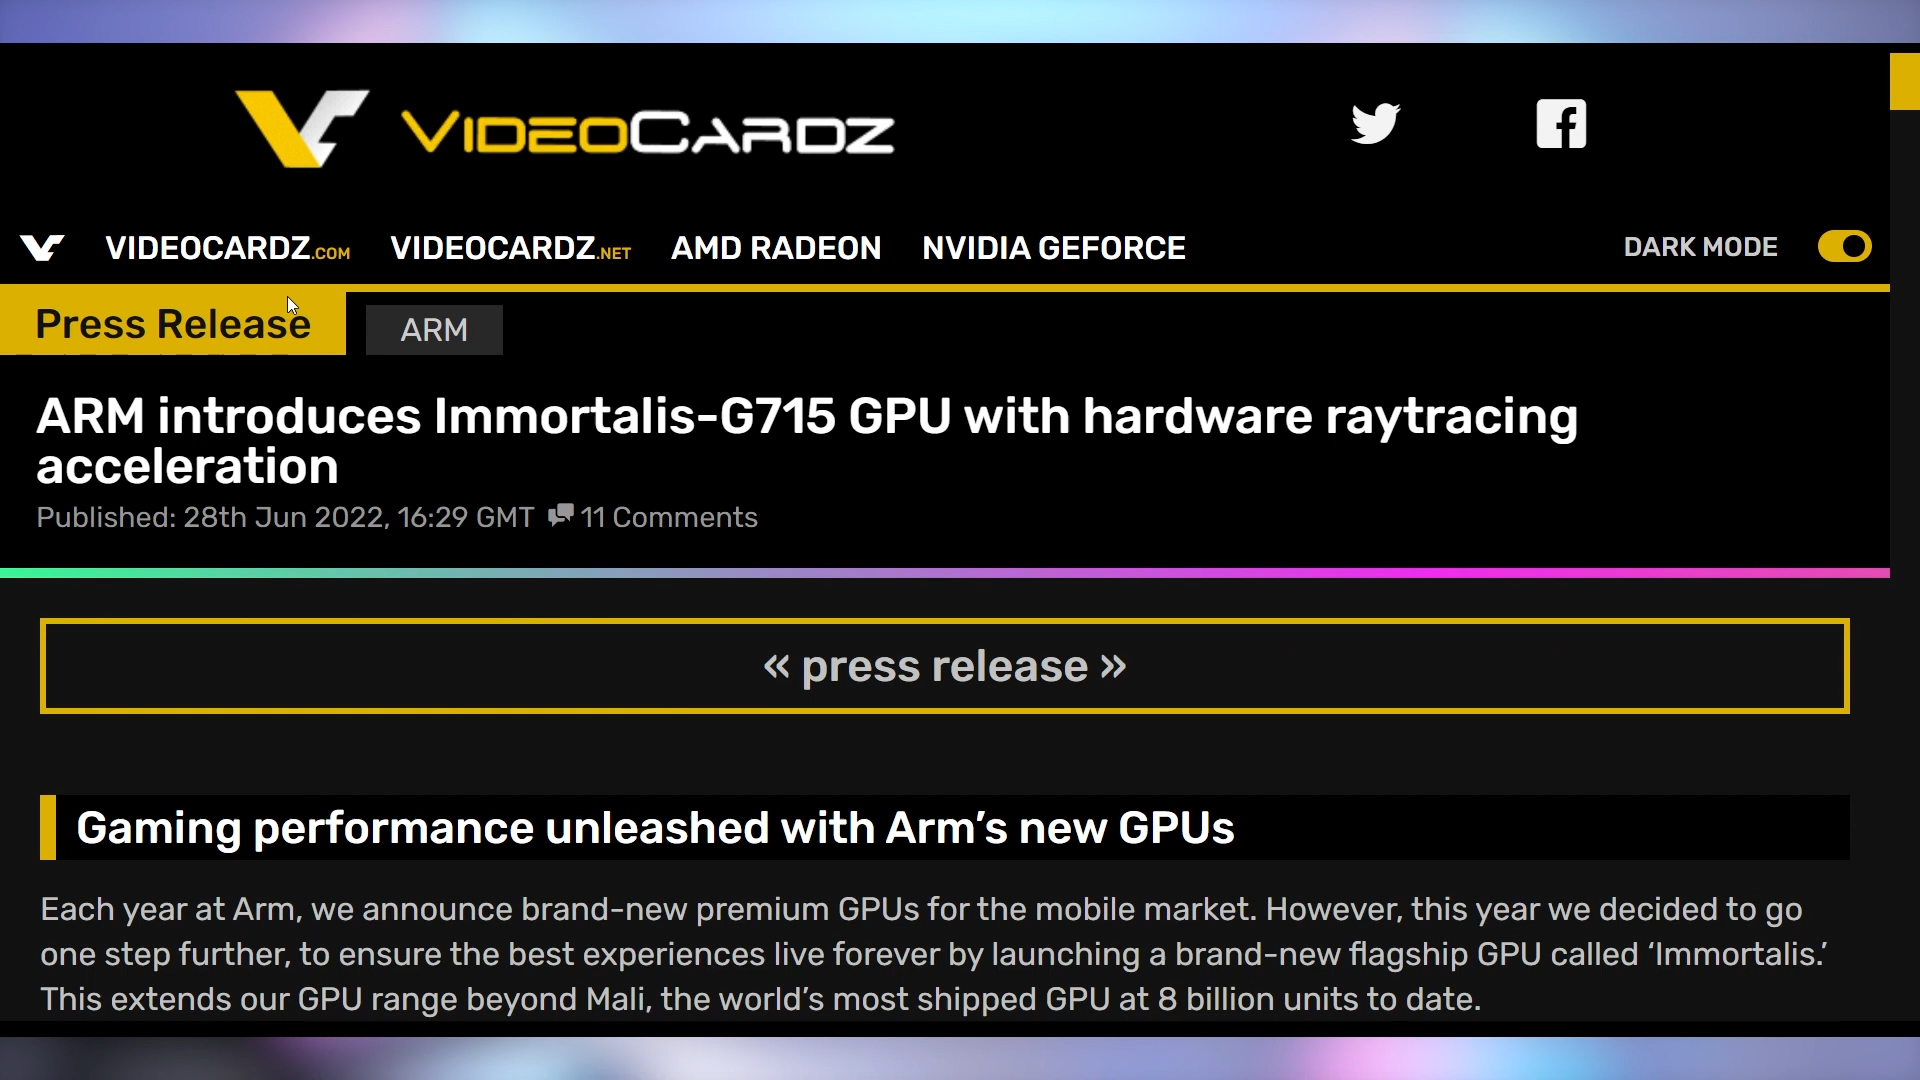 VIDEOCARDZ
VIDEOCARDZ.COM VIDEOCARDZ.NET AMD RADEON NVIDIA GEFORCE DARK MODE
Press Release ARM
ARM introduces Immortalis-G715 GPU with hardware raytracing
acceleration
Published: 28th Jun 2022, 16:29 GMT 11 Comments
« press release »
Gaming performance unleashed with Arm’s new GPUs
Each year at Arm, we announce brand-new premium GPUs for the mobile market. However, this year we decided to go
one step further, to ensure the best experiences live forever by launching a brand-new flagship GPU called ‘Immortalis.’
This extends our GPU range beyond Mali, the world’s most shipped GPU at 8 billion units to date.